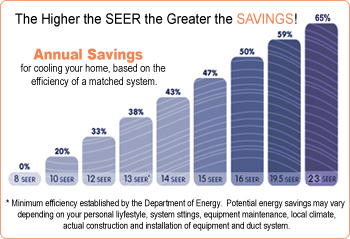 The Higher the SEER the Greater the SAVINGS!
Annual Savings
for cooling your home, based on the
efficiency of a matched system.
0%
20%
33%
38%
43%
47%
50%
59%
65%
8 SEER
10 SEER
12 SEER
13 SEER*
14 SEER
15 SEER
16 SEER
19.5 SEER
23 SEER
* Minimum efficiency established by the Department of Energy. Potential energy savings may vary
depending on your personal liyfestyle, system sttings, equipment maintenance, local climate,
actual construction and installation of equipment and duct system.